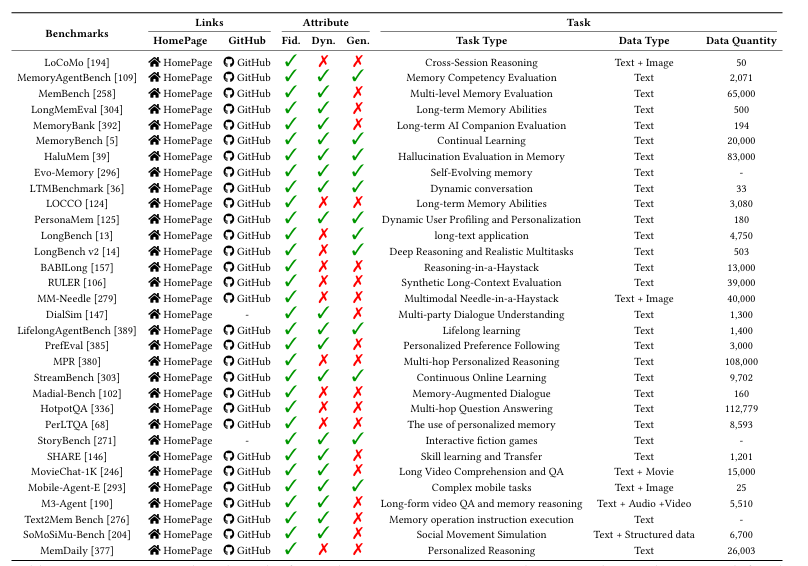 Benchmarks Links Attribute Task
HomePage GitHub Fid. Dyn. Gen. Task Type Data Type Data Quantity
LoCoMo [194] HomePage GitHub ✓ ✗ ✗ Cross-Session Reasoning Text + Image 50
MemoryAgentBench [109] HomePage GitHub ✓ ✓ ✓ Memory Competency Evaluation Text 2,071
MemBench [258] HomePage GitHub ✓ ✓ ✗ Multi-level Memory Evaluation Text 65,000
LongMemEval [304] HomePage GitHub ✓ ✓ ✗ Long-term Memory Abilities Text 500
MemoryBank [392] HomePage GitHub ✓ ✓ ✗ Long-term AI Companion Evaluation Text 194
MemoryBench [5] HomePage GitHub ✓ ✓ ✓ Continual Learning Text 20,000
HaluMem [39] HomePage GitHub ✓ ✓ ✓ Hallucination Evaluation in Memory Text 83,000
Evo-Memory [296] HomePage GitHub ✓ ✓ ✓ Self-Evolving memory Text -
LTMBenchmark [36] HomePage GitHub ✓ ✓ ✓ Dynamic conversation Text 33
LOCCO [124] HomePage GitHub ✓ ✗ ✗ Long-term Memory Abilities Text 3,080
PersonaMem [125] HomePage GitHub ✓ ✓ ✓ Dynamic User Profiling and Personalization Text 180
LongBench [13] HomePage GitHub ✓ ✗ ✓ long-text application Text 4,750
LongBench v2 [14] HomePage GitHub ✓ ✗ ✓ Deep Reasoning and Realistic Multitasks Text 503
BABILong [157] HomePage GitHub ✓ ✗ ✗ Reasoning-in-a-Haystack Text 13,000
RULER [106] HomePage GitHub ✓ ✗ ✗ Synthetic Long-Context Evaluation Text 39,000
MM-Needle [279] HomePage GitHub ✓ ✗ ✗ Multimodal Needle-in-a-Haystack Text + Image 40,000
DialSim [147] HomePage - ✓ ✓ ✗ Multi-party Dialogue Understanding Text 1,300
LifelongAgentBench [389] HomePage GitHub ✓ ✓ ✓ Lifelong learning Text 1,400
PrefEval [385] HomePage GitHub ✓ ✓ ✗ Personalized Preference Following Text 3,000
MPR [380] HomePage GitHub ✓ ✗ ✗ Multi-hop Personalized Reasoning Text 108,000
StreamBench [303] HomePage GitHub ✓ ✓ ✓ Continuous Online Learning Text 9,702
Madial-Bench [102] HomePage GitHub ✓ ✗ ✗ Memory-Augmented Dialogue Text 160
HotpotQA [336] HomePage GitHub ✓ ✗ ✗ Multi-hop Question Answering Text 112,779
PerLTQA [68] HomePage GitHub ✓ ✗ ✗ The use of personalized memory Text 8,593
StoryBench [271] HomePage - ✓ ✓ ✓ Interactive fiction games Text -
SHARE [146] HomePage GitHub ✓ ✓ ✗ Skill learning and Transfer Text 1,201
MovieChat-1K [246] HomePage GitHub ✓ ✓ ✗ Long Video Comprehension and QA Text + Movie 15,000
Mobile-Agent-E [293] HomePage GitHub ✓ ✓ ✓ Complex mobile tasks Text + Image 25
M3-Agent [190] HomePage GitHub ✓ ✓ ✗ Long-form video QA and memory reasoning Text + Audio +Video 5,510
Text2Mem Bench [276] HomePage GitHub ✓ ✓ ✗ Memory operation instruction execution Text -
SoMoSiMu-Bench [204] HomePage GitHub ✓ ✓ ✗ Social Movement Simulation Text + Structured data 6,700
MemDaily [377] HomePage GitHub ✓ ✗ ✗ Personalized Reasoning Text 26,003